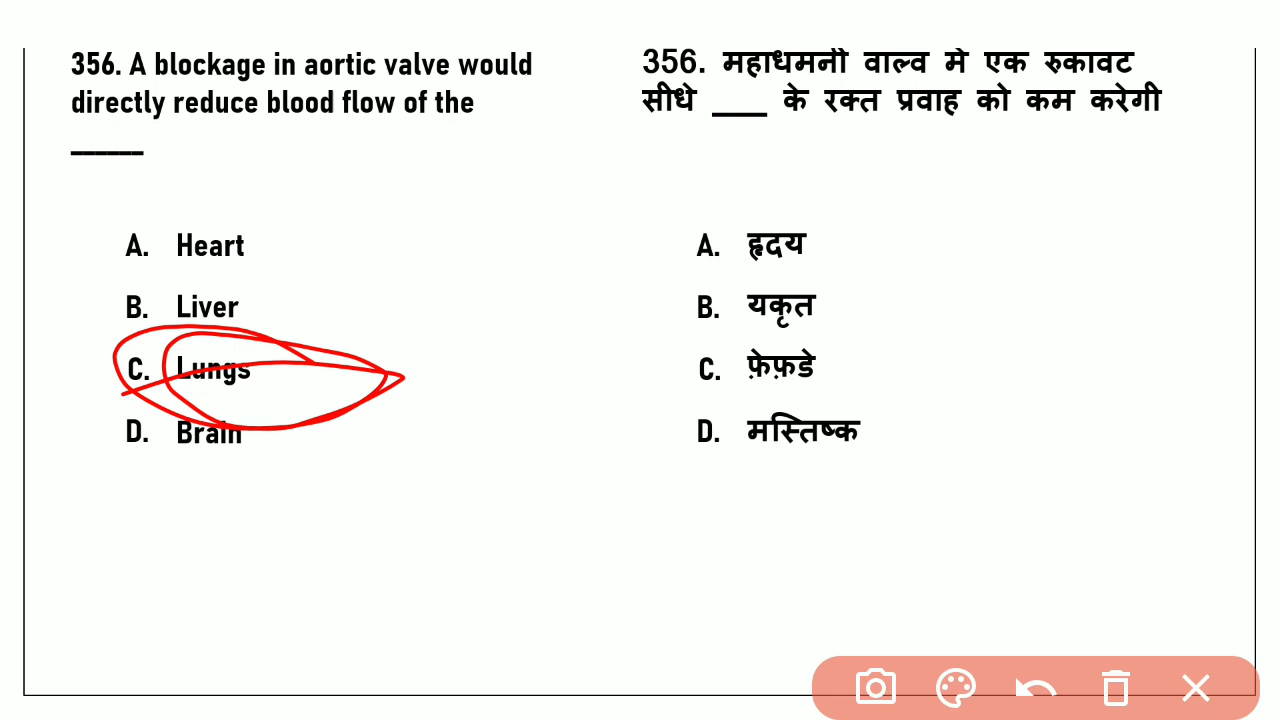 356. A blockage in aortic valve would
directly reduce blood flow of the
______
A. Heart
B. Liver
C. Lungs
D. Brain
356. महाधमनी वाल्व में एक रुकावट
सीधे ___ के रक्त प्रवाह को कम करेगी
A. हृदय
B. यकृत
C. फ़ेफ़डे
D. मस्तिष्क